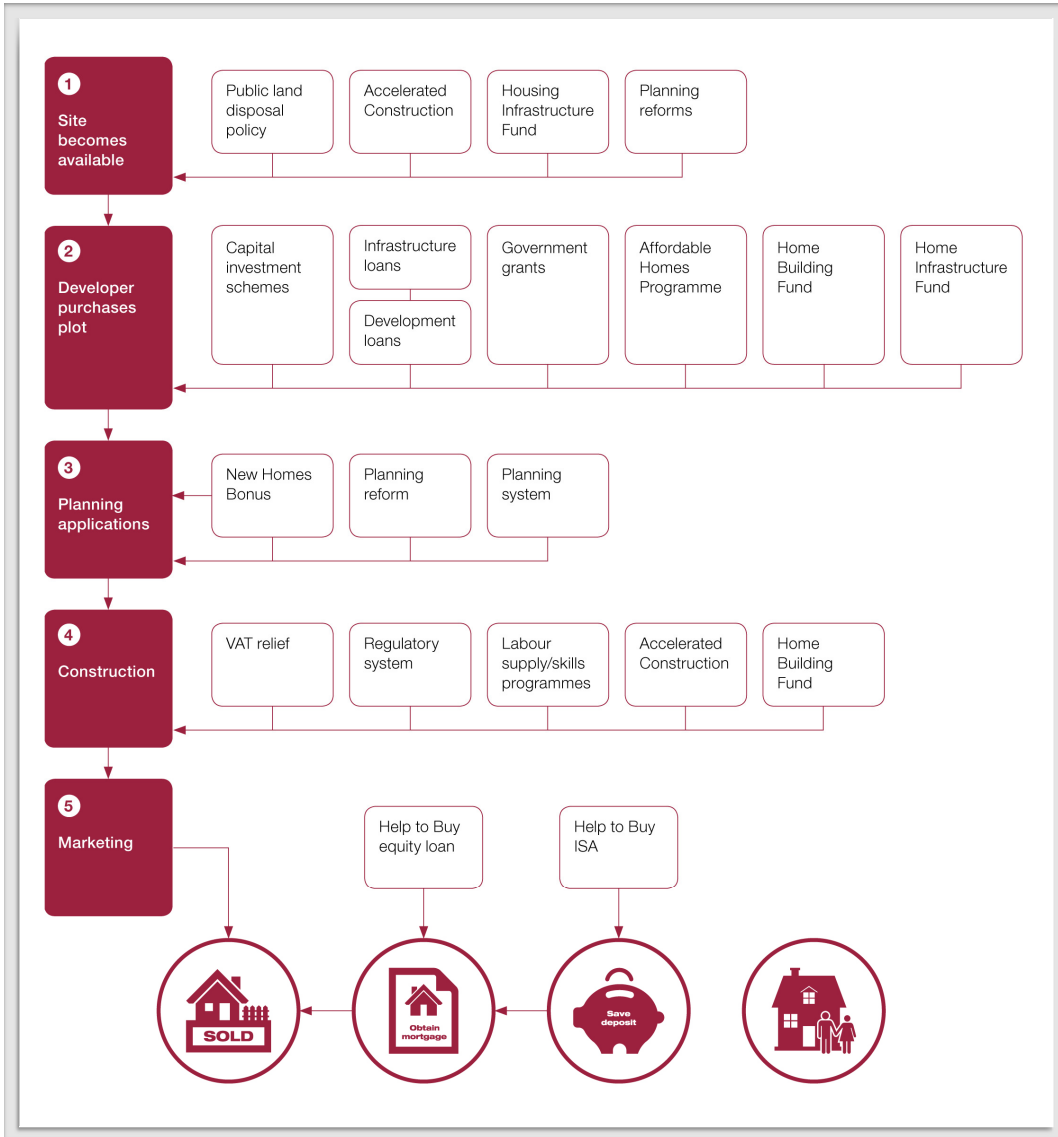 1
Site
becomes
available
Public land
disposal
policy
Accelerated
Construction
Housing
Infrastructure
Fund
Planning
reforms
2
Developer
purchases
plot
Capital
investment
schemes
Infrastructure
loans
Development
loans
Government
grants
Affordable
Homes
Programme
Home
Building
Fund
Home
Infrastructure
Fund
3
Planning
applications
New Homes
Bonus
Planning
reform
Planning
system
4
Construction
VAT relief
Regulatory
system
Labour
supply/skills
programmes
Accelerated
Construction
Home
Building
Fund
5
Marketing
Help to Buy
equity loan
Help to Buy
ISA
SOLD
Obtain
mortgage
Save
deposit